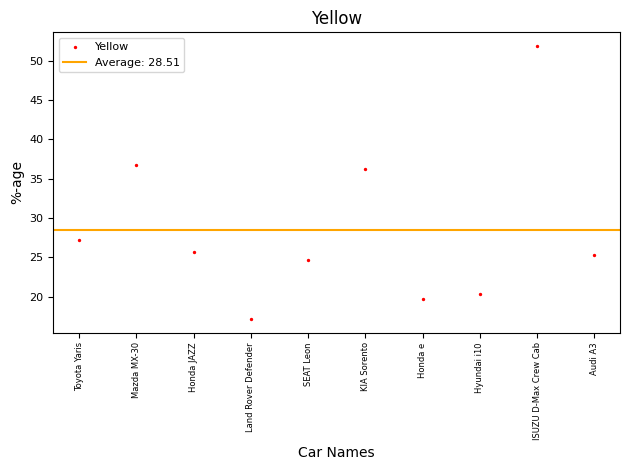 Yellow
Yellow
Average: 28.51
%-age
50
45
40
35
30
25
20
Toyota Yaris
Mazda MX-30
Honda JAZZ
Land Rover Defender
SEAT Leon
KIA Sorento
Honda e
Hyundai i10
ISUZU D-Max Crew Cab
Audi A3
Car Names